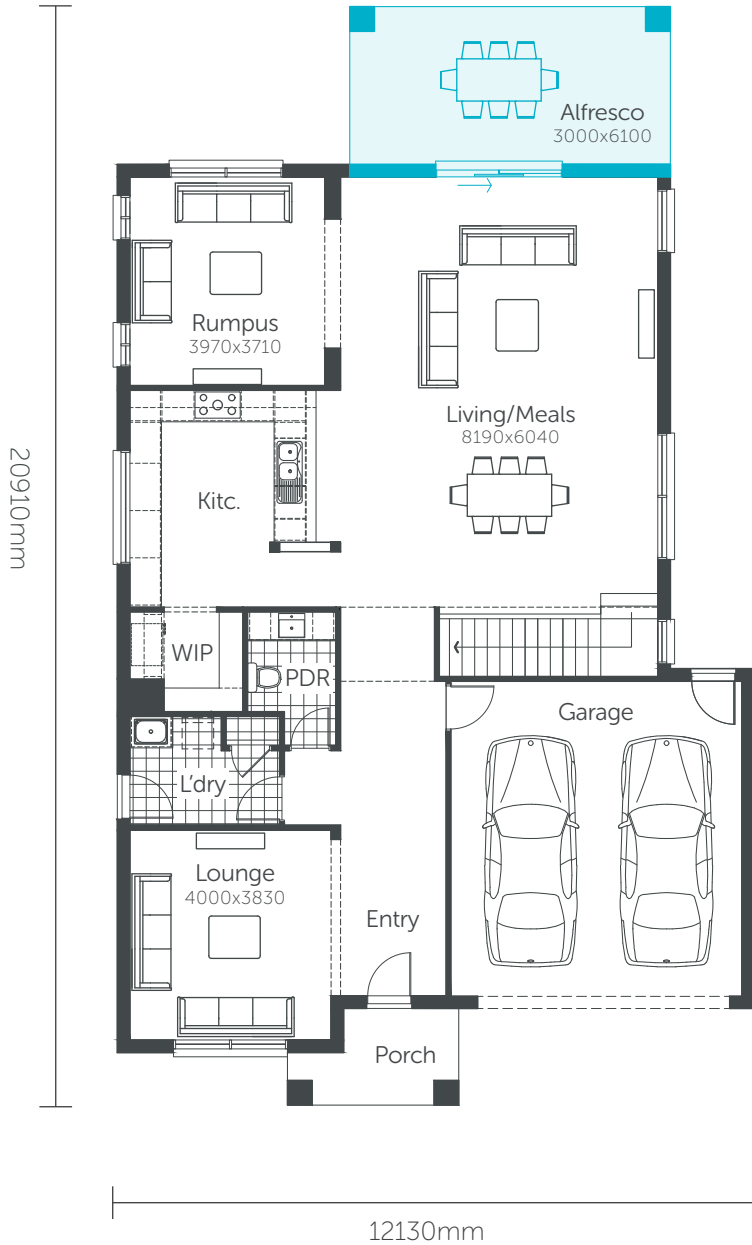 Alfresco
3000x6100
Rumpus
3970x3710
Living/Meals
8190x6040
20910mm
Kitc.
WIP
PDR
Garage
L'dry
Lounge
4000x3830
Entry
Porch
12130mm